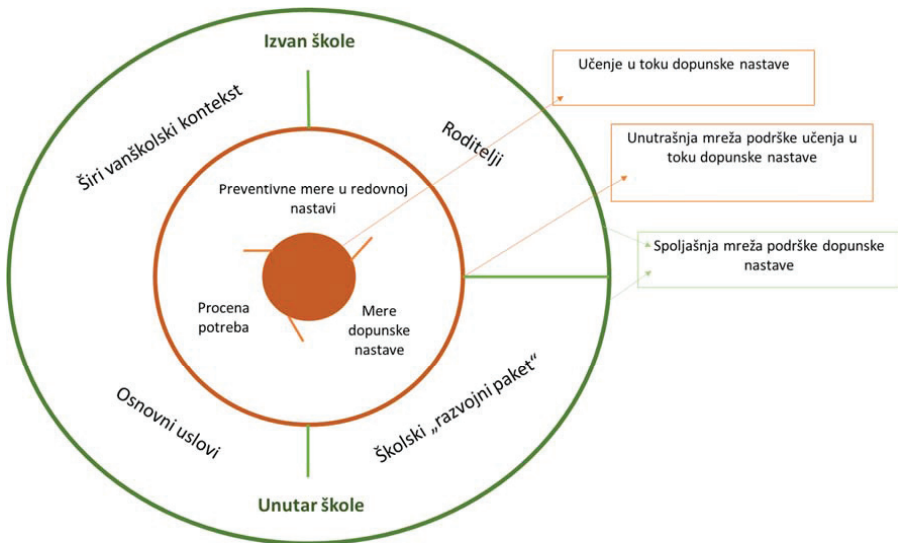 Izvan škole
Širi vanškolski kontekst
Roditelji
Preventivne mere u redovnoj
nastavi
Procena
potreba
Mere
dopunske
nastave
Osnovni uslovi
Školski „razvojni paket“
Unutar škole
Učenje u toku dopunske nastave
Unutrašnja mreža podrške učenja u
toku dopunske nastave
Spoljašnja mreža podrške dopunske
nastave